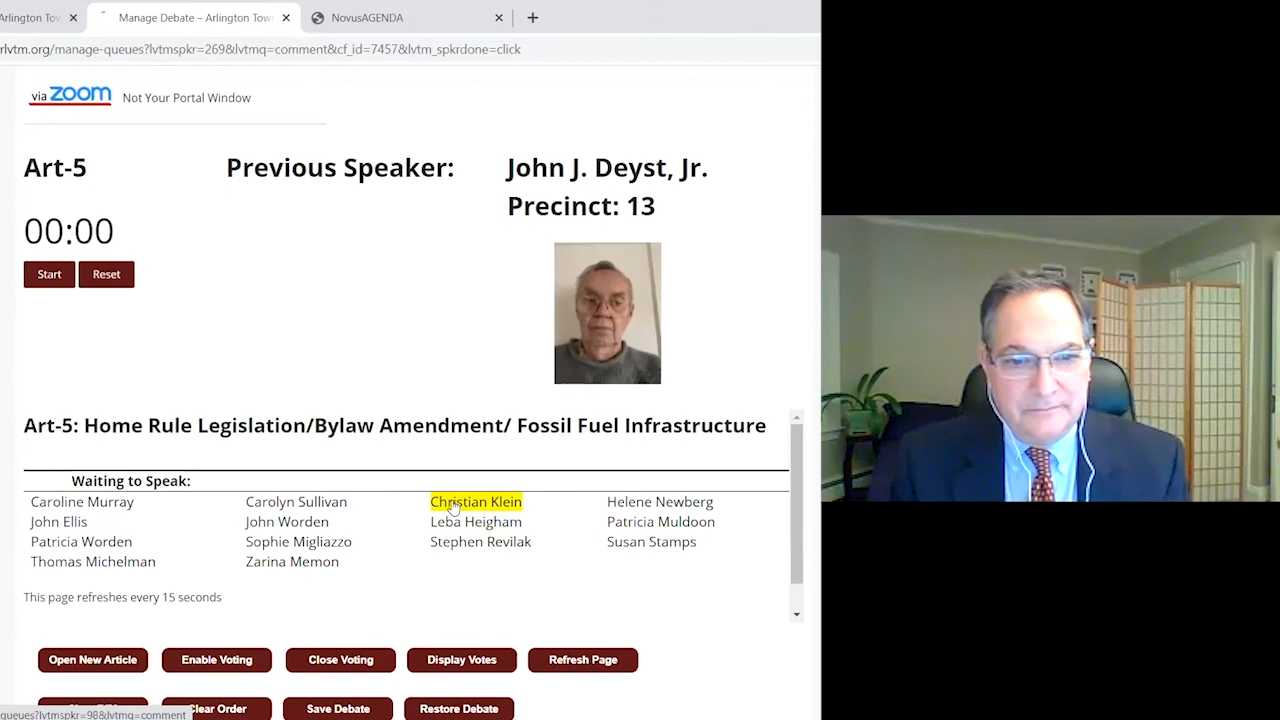 Arlington Tow
Manage Debate – Arlington Tow
NovusAGENDA
rlvtm.org/manage-queues?lvtmspkr=269&lvtmq=comment&cf_id=7457&lvtm_spkrdone=click
via zoom Not Your Portal Window
Art-5 Previous Speaker: John J. Deyst, Jr.
Precinct: 13
00:00
Start Reset
Art-5: Home Rule Legislation/Bylaw Amendment/ Fossil Fuel Infrastructure
Waiting to Speak:
Caroline Murray Carolyn Sullivan Christian Klein Helene Newberg
John Ellis John Worden Leba Heigham Patricia Muldoon
Patricia Worden Sophie Migliazzo Stephen Revilak Susan Stamps
Thomas Michelman Zarina Memon
This page refreshes every 15 seconds
Open New Article Enable Voting Close Voting Display Votes Refresh Page
Clear Order Save Debate Restore Debate
queues?lvtmspkr=98&lvtmq=comment